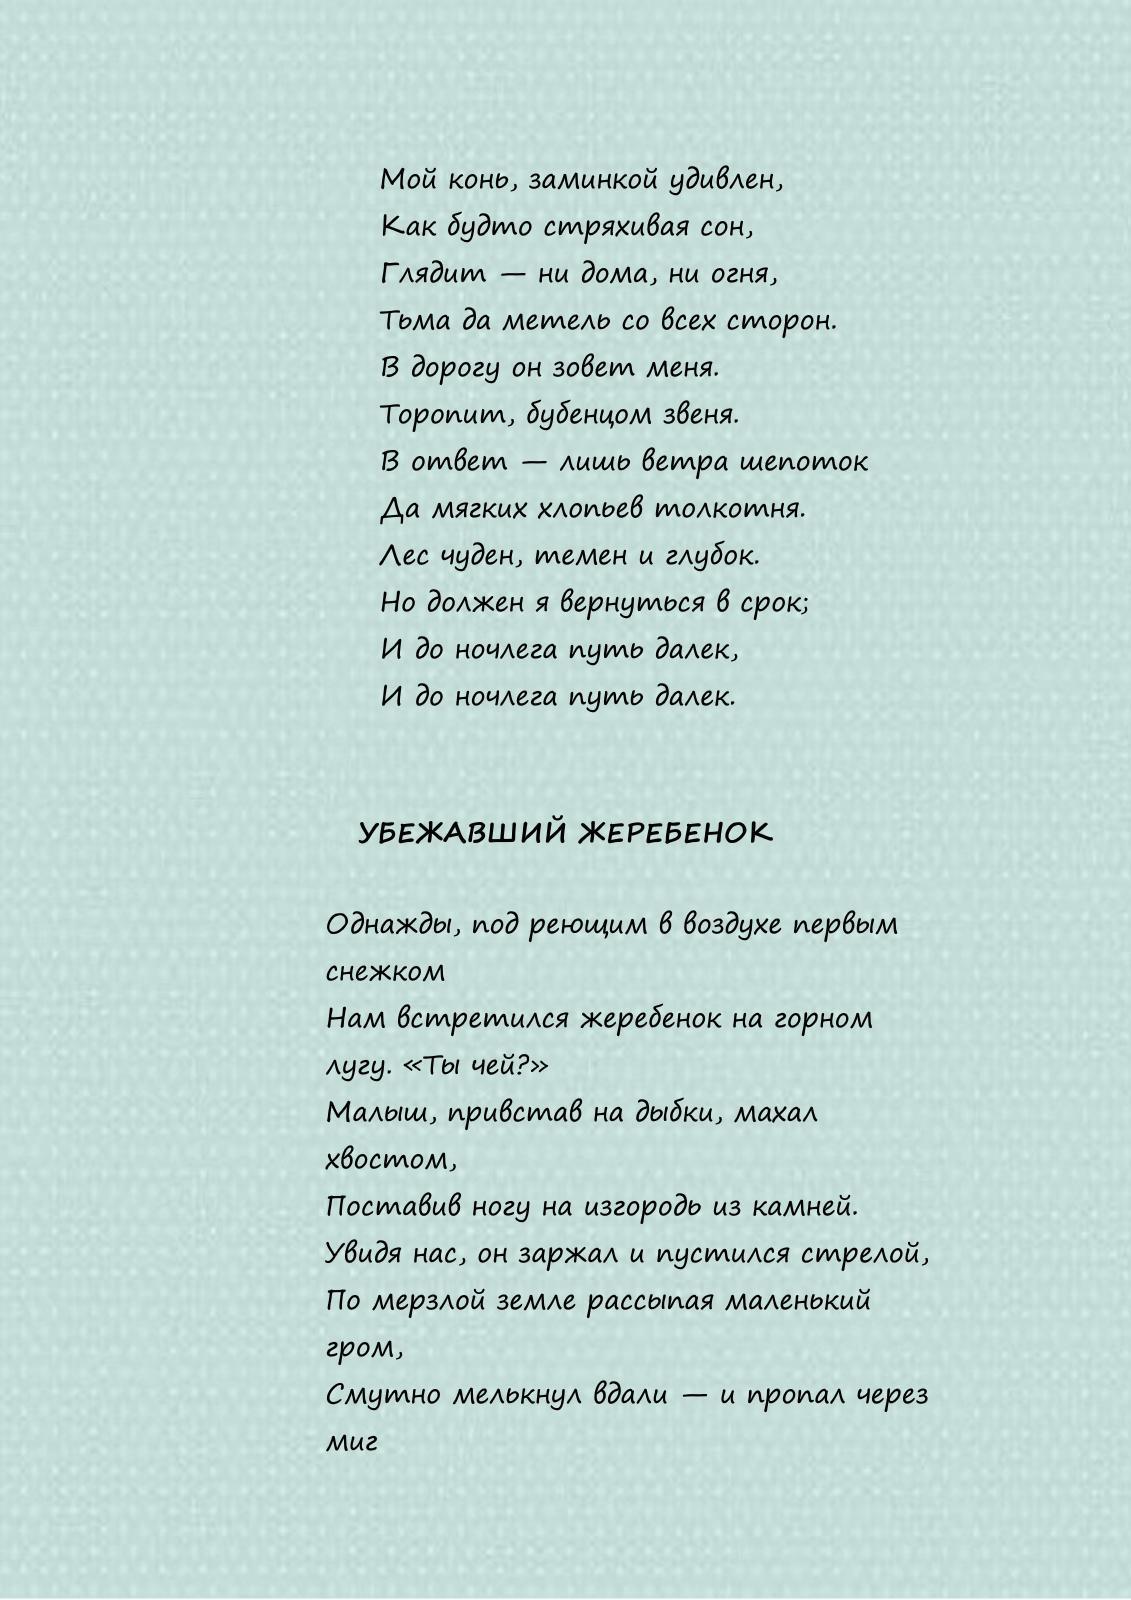 Мой конь, заминкой удивлен,
Как будто стряхивая сон,
Глядит — ни дома, ни огня,
Тьма да метель со всех сторон.
В дорогу он зовет меня.
Торопит, бубенцом звеня.
В ответ — лишь ветра шепоток
Да мягких хлопьев толкотня.
Лес чуден, темен и глубок.
Но должен я вернуться в срок;
И до ночлега путь далек,
И до ночлега путь далек.
УБЕЖАВШИЙ ЖЕРЕБЕНОК
Однажды, под реющим в воздухе первым
снежком
Нам встретился жеребенок на горном
лугу. «Ты чей?»
Малыш, привстав на дыбки, махал
хвостом,
Поставив ногу на изгородь из камней.
Увидя нас, он заржал и пустился стрелой,
По мерзлой земле рассыпая маленький
гром,
Смутно мелькнул вдали — и пропал через
миг